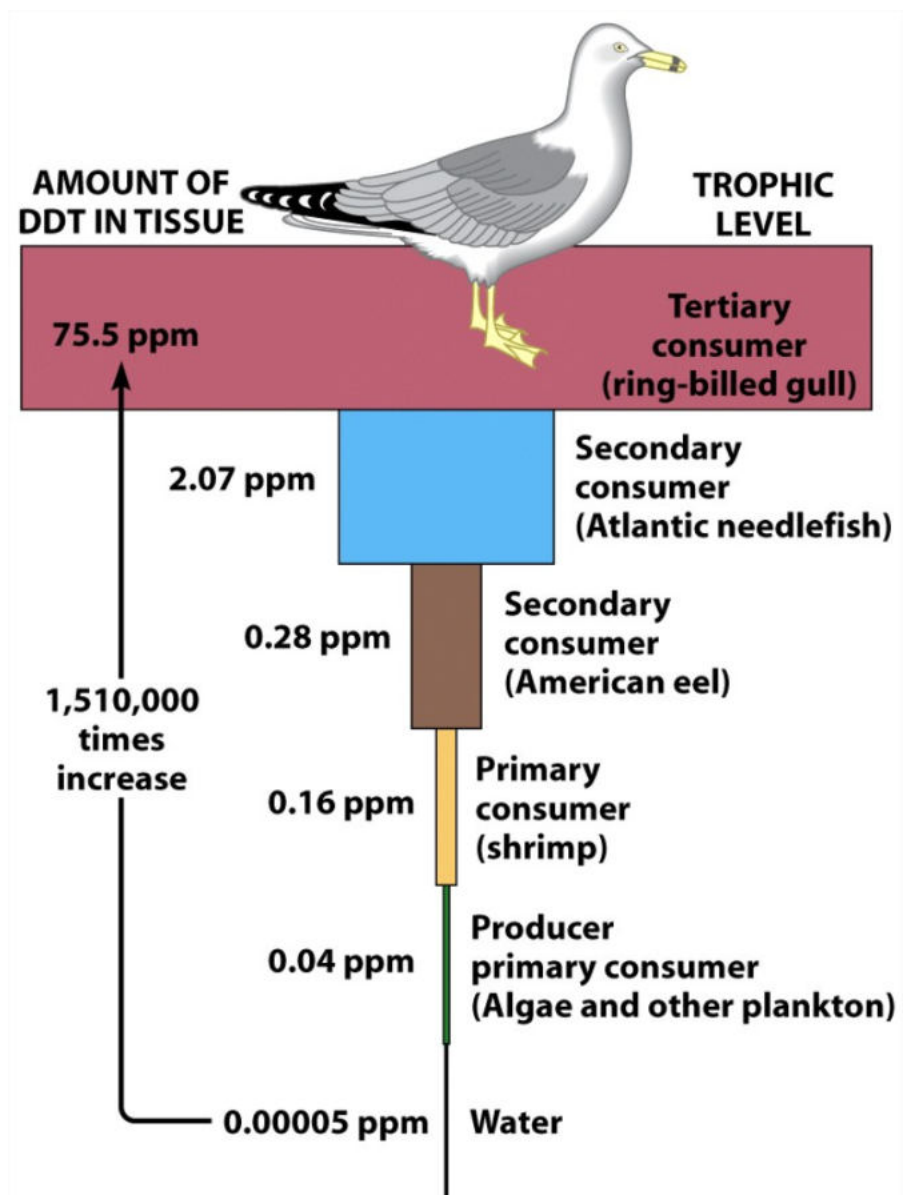 AMOUNT OF
DDT IN TISSUE
TROPHIC
LEVEL
75.5 ppm
Tertiary
consumer
(ring-billed gull)
2.07 ppm
Secondary
consumer
(Atlantic needlefish)
0.28 ppm
Secondary
consumer
(American eel)
1,510,000
times
increase
0.16 ppm
Primary
consumer
(shrimp)
0.04 ppm
Producer
primary consumer
(Algae and other plankton)
0.00005 ppm
Water